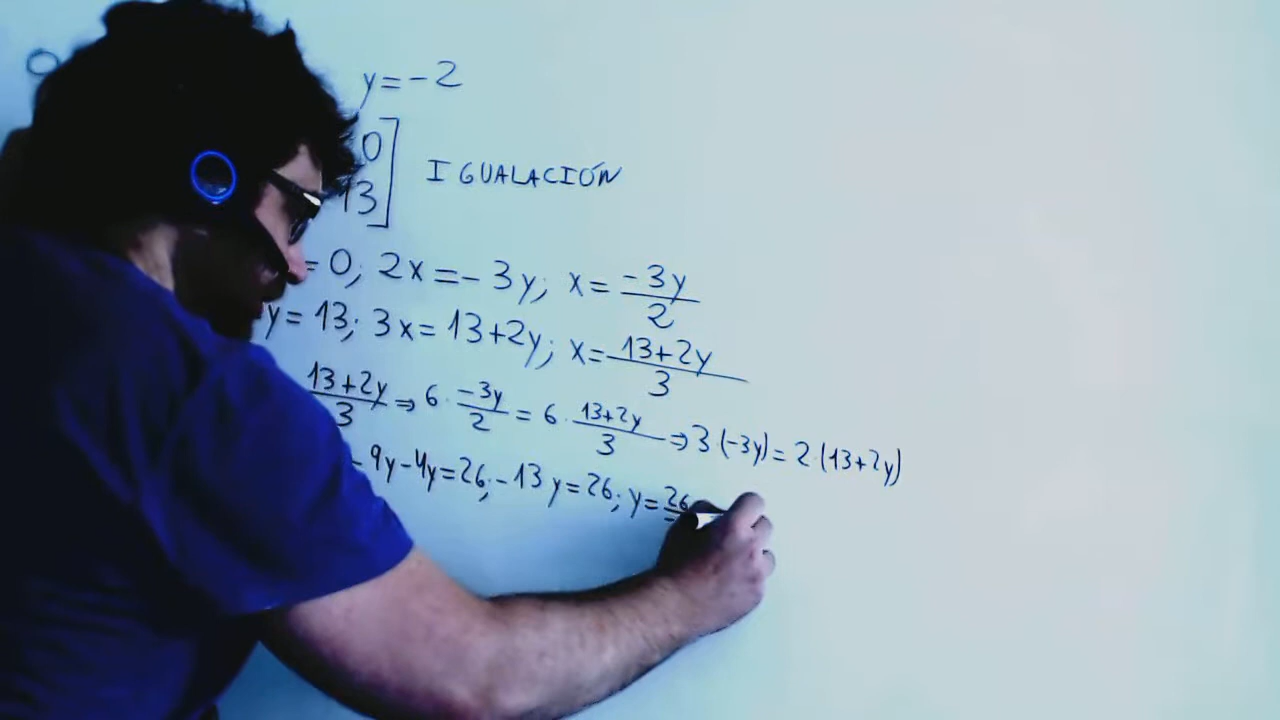 y=-2
0
13
IGUALACIÓN
=0; 2x=-3y; x=-3y/2
y=13; 3x=13+2y; x=13+2y/3
13+2y/3 ⇒ 6·-3y/2 = 6·13+2y/3 ⇒ 3·(-3y)=2·(13+2y)
-9y-4y=26; -13y=26; y=26